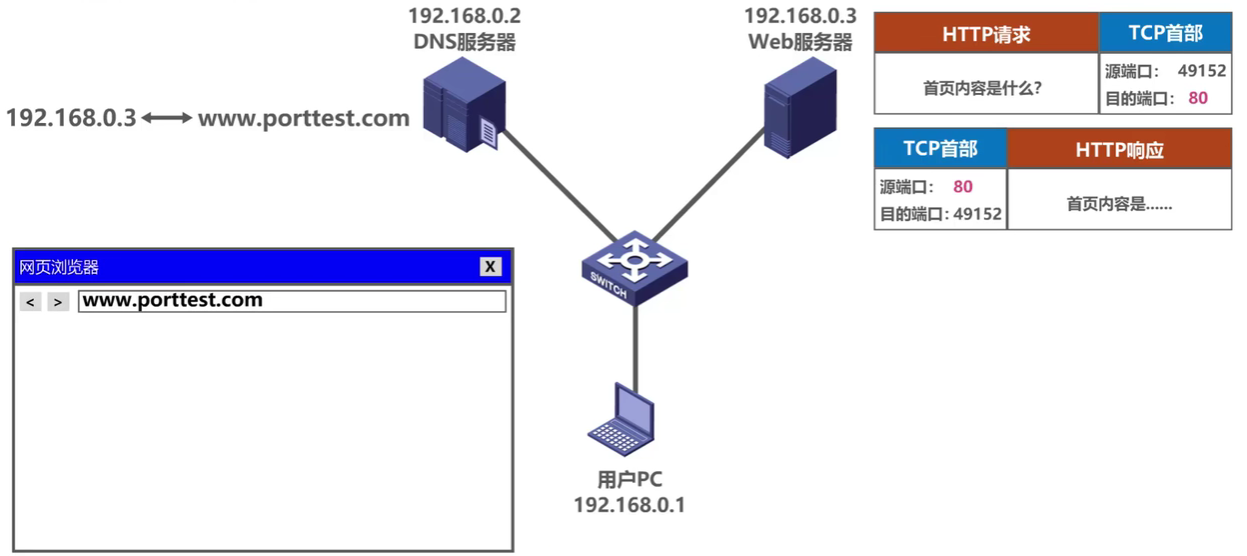 192.168.0.2
DNS服务器
192.168.0.3
Web服务器
192.168.0.3
www.porttest.com
HTTP请求
TCP首部
首页内容是什么?
源端口: 49152
目的端口: 80
TCP首部
HTTP响应
源端口: 80
目的端口: 49152
首页内容是......
网页浏览器
X
< >
www.porttest.com
SWITCH
用户PC
192.168.0.1